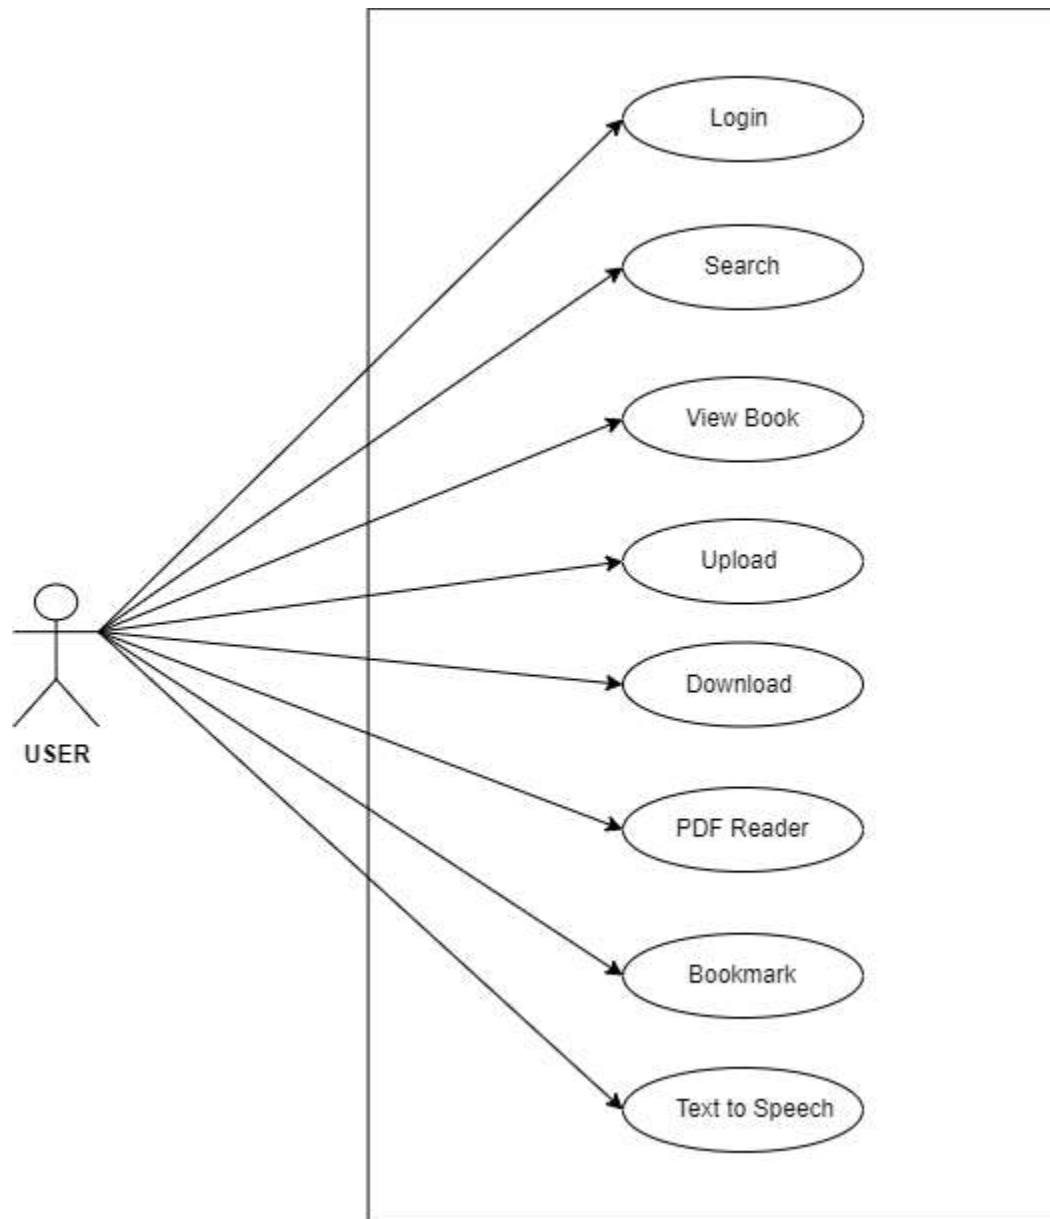 Login
Search
View Book
Upload
Download
USER
PDF Reader
Bookmark
Text to Speech